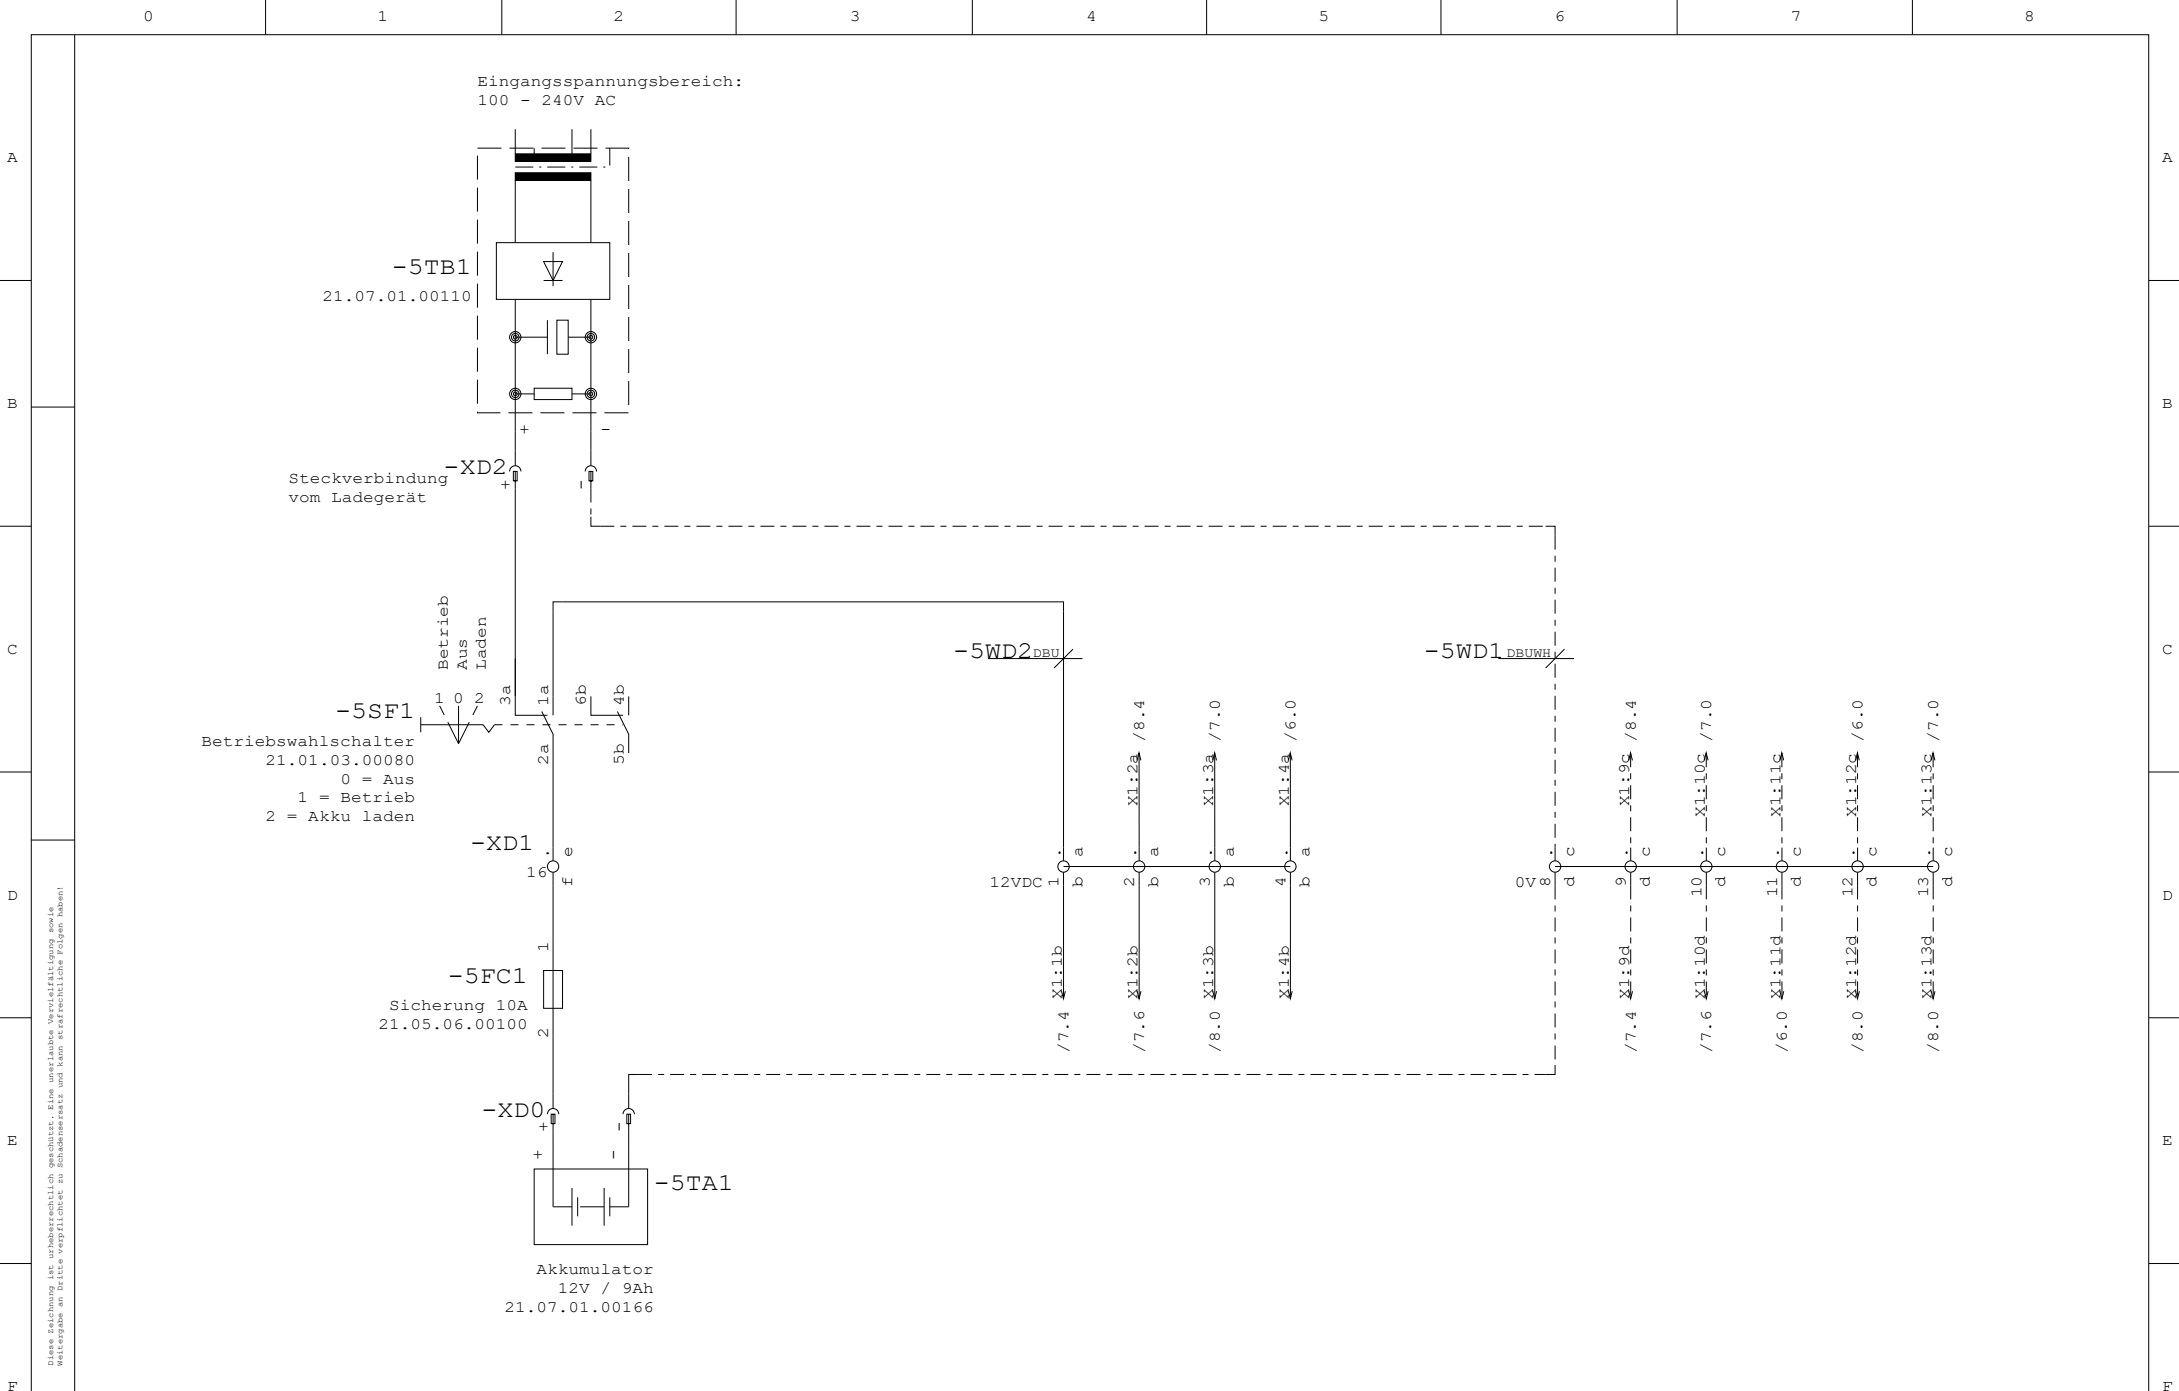 0 1 2 3 4 5 6 7 8
Eingangsspannungsbereich:
100 - 240V AC
A A
-5TB1
21.07.01.00110
B B
+ -
-XD2
+ -
Steckverbindung
vom Ladegerät
Betrieb
Aus
Laden
C C
-5WD2 DBU
-5WD1 DBUWH
3a 1a 6b 4b
1 0 2
-5SF1
2a 5b
Betriebswahlschalter
21.01.03.00080
0 = Aus
1 = Betrieb
2 = Akku laden
/8.4 /7.0 /6.0
X1:2a X1:3a X1:4a
/8.4 /7.0 /6.0 /7.0
X1:9c X1:10c X1:11c X1:12c X1:13c
-XD1
. e
16
f
. a . a . a . a
12VDC 1 b 2 b 3 b 4 b
. c . c . c . c . c . c
0V 8 d 9 d 10 d 11 d 12 d 13 d
D D
X1:1b X1:2b X1:3b X1:4b
/7.4 /7.6 /8.0
X1:9d X1:10d X1:11d X1:12d X1:13d
/7.4 /7.6 /6.0 /8.0 /8.0
1
-5FC1
Sicherung 10A
21.05.06.00100
2
-XD0
+ -
+ -
E E
-5TA1
Akkumulator
12V / 9Ah
21.07.01.00166
F F
Diese Zeichnung ist urheberrechtlich geschützt. Eine unerlaubte Vervielfältigung sowie
Weitergabe an Dritte verpflichtet zu Schadensersatz und kann strafrechtliche Folgen haben!